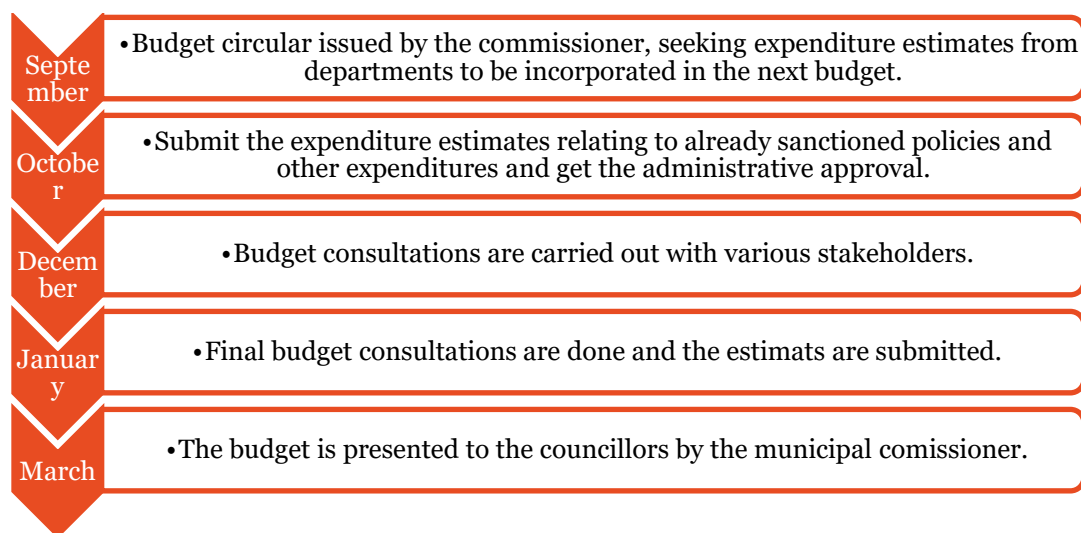 Septe
mber
•Budget circular issued by the commissioner, seeking expenditure estimates from
departments to be incorporated in the next budget.
Octobe
r
•Submit the expenditure estimates relating to already sanctioned policies and
other expenditures and get the administrative approval.
Decem
ber
•Budget consultations are carried out with various stakeholders.
Januar
y
•Final budget consultations are done and the estimats are submitted.
March
•The budget is presented to the councillors by the municipal comissioner.